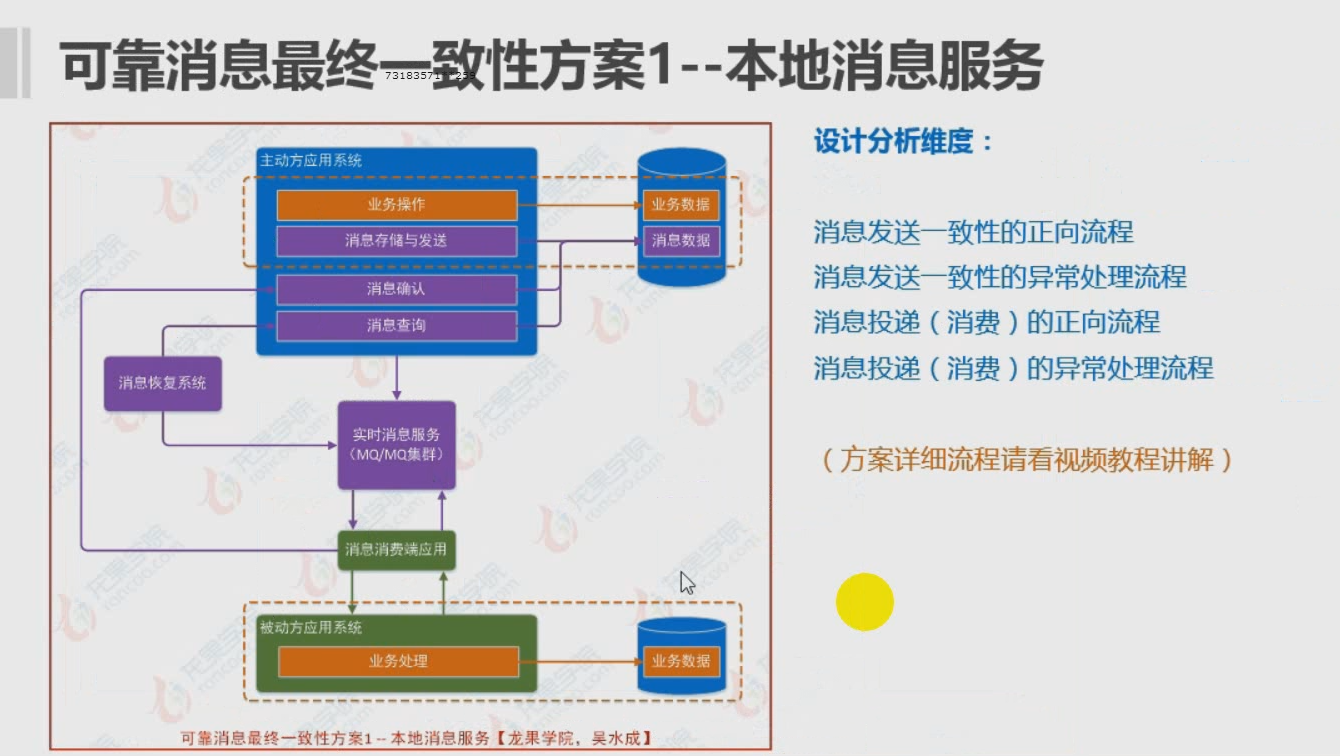 可靠消息最终一致性方案1--本地消息服务
主动方应用系统
业务操作
业务数据
消息存储与发送
消息数据
消息确认
消息查询
消息恢复系统
实时消息服务
（MQ/MQ集群）
消息消费端应用
被动方应用系统
业务处理
业务数据
可靠消息最终一致性方案1 -- 本地消息服务【龙果学院，吴水成】
设计分析维度：
消息发送一致性的正向流程
消息发送一致性的异常处理流程
消息投递（消费）的正向流程
消息投递（消费）的异常处理流程
（方案详细流程请看视频教程讲解）
龙果学院
roncoo.com